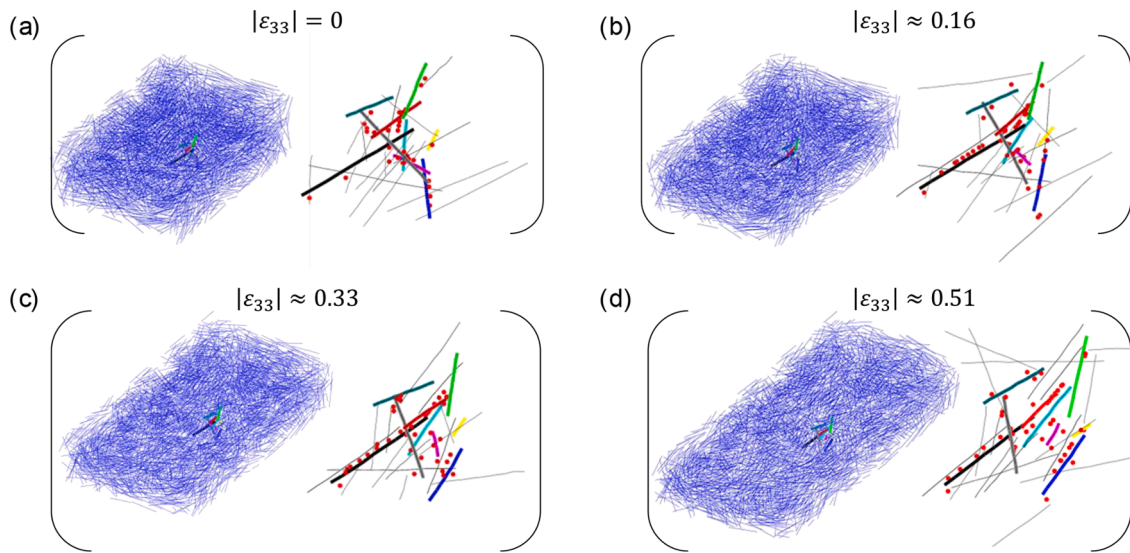 (a) |ε₃₃| = 0
(b) |ε₃₃| ≈ 0.16
(c) |ε₃₃| ≈ 0.33
(d) |ε₃₃| ≈ 0.51